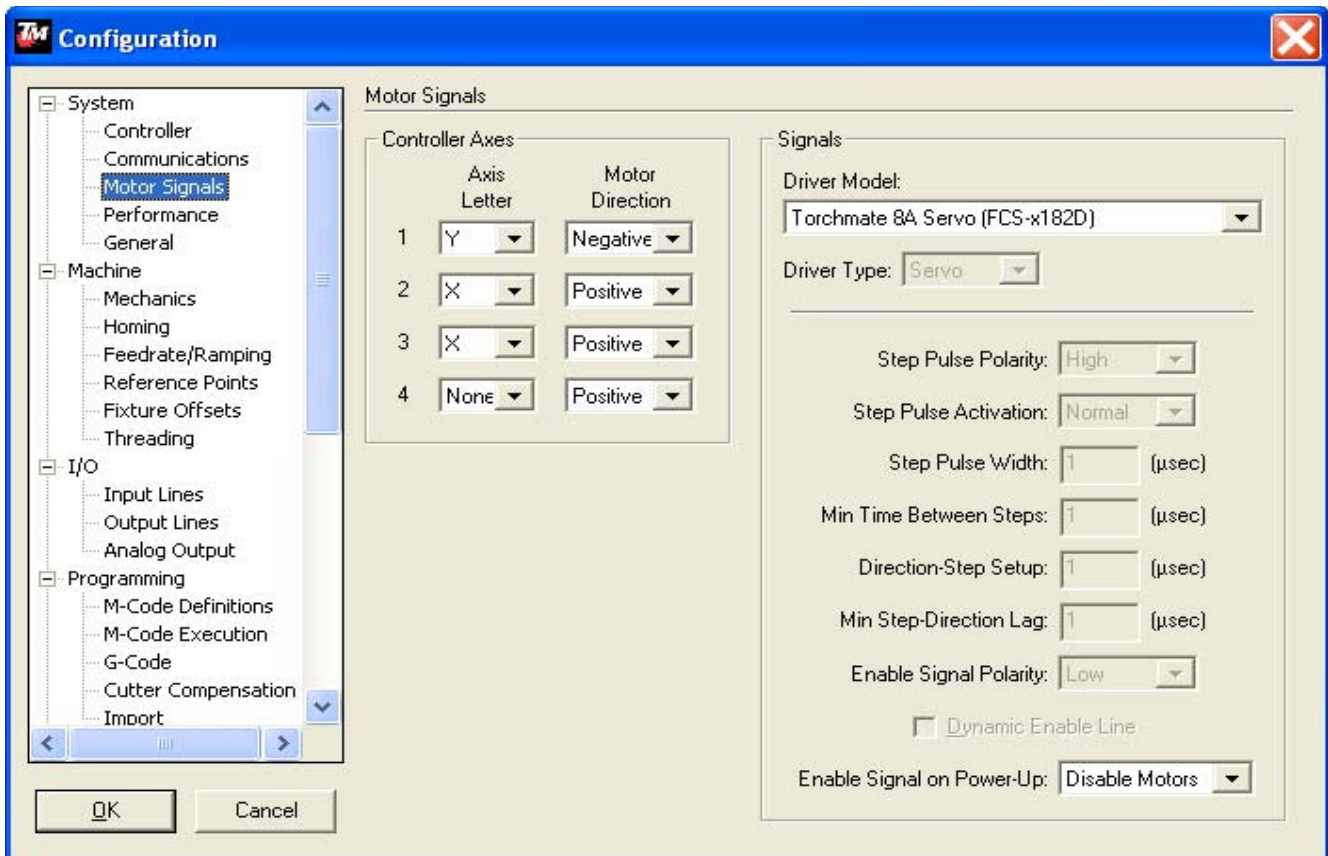 TM Configuration
System
Controller
Communications
Motor Signals
Performance
General
Machine
Mechanics
Homing
Feedrate/Ramping
Reference Points
Fixture Offsets
Threading
I/O
Input Lines
Output Lines
Analog Output
Programming
M-Code Definitions
M-Code Execution
G-Code
Cutter Compensation
Import
OK Cancel
Motor Signals
Controller Axes
Axis Letter Motor Direction
1 Y Negative
2 X Positive
3 X Positive
4 None Positive
Signals
Driver Model:
Torchmate 8A Servo (FCS-x182D)
Driver Type: Servo
Step Pulse Polarity: High
Step Pulse Activation: Normal
Step Pulse Width: 1 (µsec)
Min Time Between Steps: 1 (µsec)
Direction-Step Setup: 1 (µsec)
Min Step-Direction Lag: 1 (µsec)
Enable Signal Polarity: Low
Dynamic Enable Line
Enable Signal on Power-Up: Disable Motors